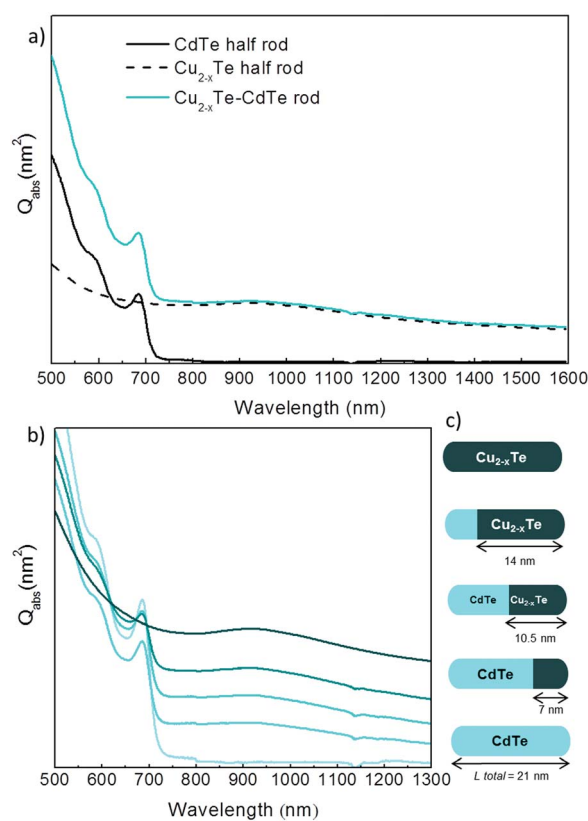 a)
CdTe half rod
Cu2-xTe half rod
Cu2-xTe-CdTe rod
Qabs(nm²)
500 600 700 800 900 1000 1100 1200 1300 1400 1500 1600
Wavelength (nm)
b)
Qabs(nm²)
500 600 700 800 900 1000 1100 1200 1300
Wavelength (nm)
c)
Cu2-xTe
Cu2-xTe
14 nm
CdTe Cu2-xTe
10.5 nm
CdTe
7 nm
CdTe
L total = 21 nm